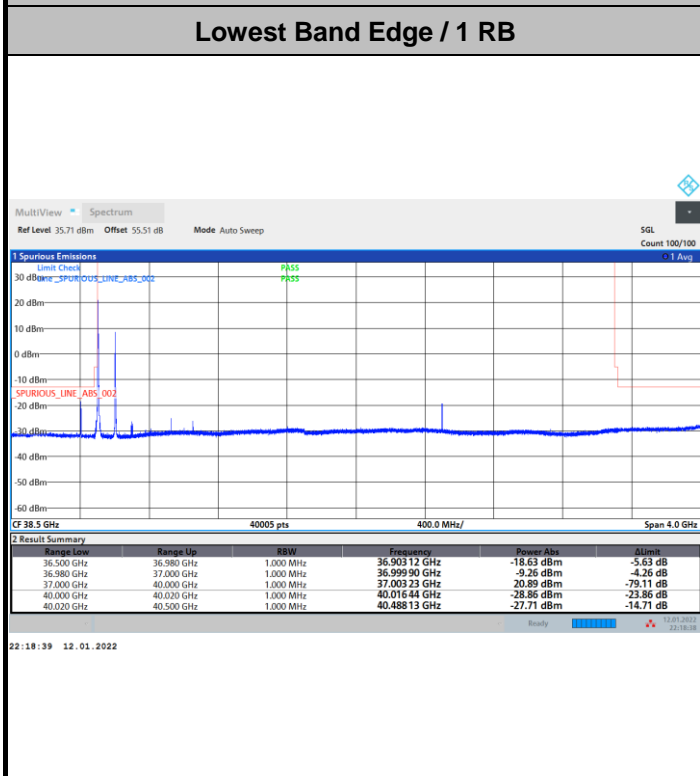 Lowest Band Edge / 1 RB
MultiView Spectrum
Ref Level 35.71 dBm Offset 55.51 dB Mode Auto Sweep SGL
Count 100/100
1 Spurious Emissions 1 Avg
Limit Check PASS
30 dBm Line _SPURIOUS_LINE_ABS_002 PASS
20 dBm
10 dBm
0 dBm
-10 dBm
_SPURIOUS_LINE_ABS_002
-20 dBm
-30 dBm
-40 dBm
-50 dBm
-60 dBm
CF 38.5 GHz 40005 pts 400.0 MHz/ Span 4.0 GHz
2 Result Summary
Range Low Range Up RBW Frequency Power Abs ΔLimit
36.500 GHz 36.980 GHz 1.000 MHz 36.90312 GHz -18.63 dBm -5.63 dB
36.980 GHz 37.000 GHz 1.000 MHz 36.99990 GHz -9.26 dBm -4.26 dB
37.000 GHz 40.000 GHz 1.000 MHz 37.00323 GHz 20.89 dBm -79.11 dB
40.000 GHz 40.020 GHz 1.000 MHz 40.01644 GHz -28.86 dBm -23.86 dB
40.020 GHz 40.500 GHz 1.000 MHz 40.48813 GHz -27.71 dBm -14.71 dB
Ready 12.01.2022
22:18:38
22:18:39 12.01.2022